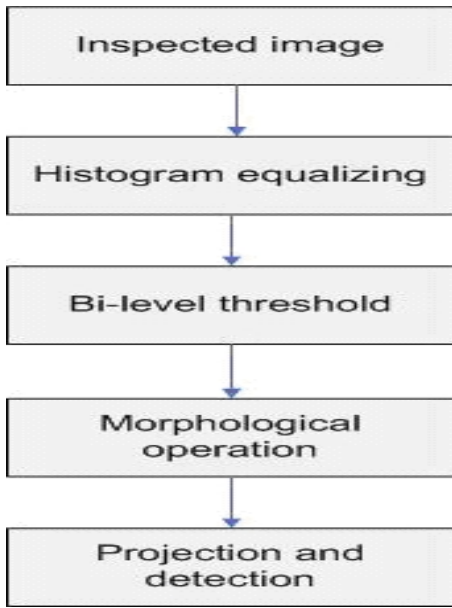 Inspected image
Histogram equalizing
Bi-level threshold
Morphological
operation
Projection and
detection